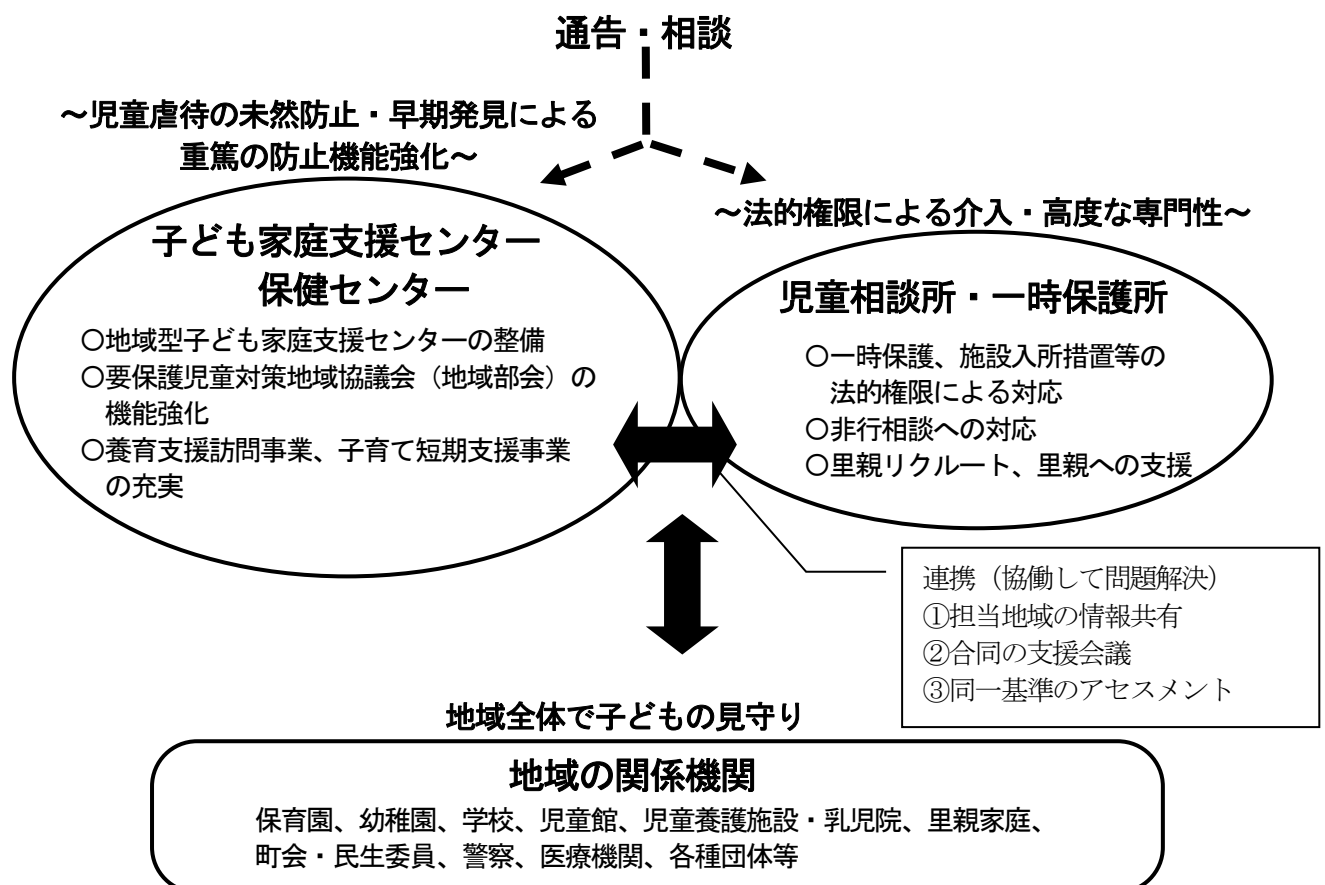 通告・相談
～児童虐待の未然防止・早期発見による
重篤の防止機能強化～
子ども家庭支援センター
保健センター
○地域型子ども家庭支援センターの整備
○要保護児童対策地域協議会（地域部会）の
機能強化
○養育支援訪問事業、子育て短期支援事業
の充実
～法的権限による介入・高度な専門性～
児童相談所・一時保護所
○一時保護、施設入所措置等の
法的権限による対応
○非行相談への対応
○里親リクルート、里親への支援
連携（協働して問題解決）
①担当地域の情報共有
②合同の支援会議
③同一基準のアセスメント
地域全体で子どもの見守り
地域の関係機関
保育園、幼稚園、学校、児童館、児童養護施設・乳児院、里親家庭、
町会・民生委員、警察、医療機関、各種団体等